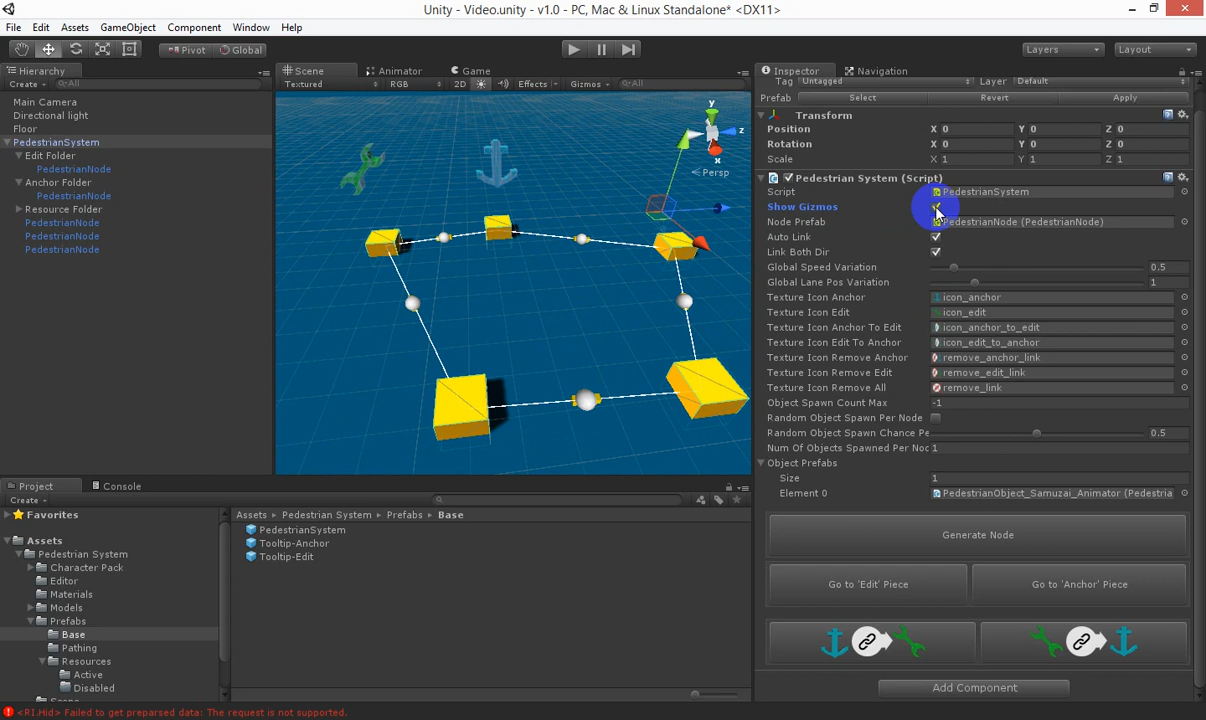 Unity - Video.unity - v1.0 - PC, Mac & Linux Standalone* <DX11>
File Edit Assets GameObject Component Window Help
Pivot Global Layers Layout
Hierarchy
Create All
Main Camera
Directional light
Floor
PedestrianSystem
Edit Folder
PedestrianNode
Anchor Folder
PedestrianNode
Resource Folder
PedestrianNode
PedestrianNode
PedestrianNode
Scene Animator Game
Textured RGB 2D Effects Gizmos All
y
z
x
Persp
Inspector Navigation
Tag Untagged Layer Default
Prefab Select Revert Apply
Transform
Position X 0 Y 0 Z 0
Rotation X 0 Y 0 Z 0
Scale X 1 Y 1 Z 1
Pedestrian System (Script)
Script PedestrianSystem
Show Gizmos
Node Prefab PedestrianNode (PedestrianNode)
Auto Link
Link Both Dir
Global Speed Variation 0.5
Global Lane Pos Variation 1
Texture Icon Anchor icon_anchor
Texture Icon Edit icon_edit
Texture Icon Anchor To Edit icon_anchor_to_edit
Texture Icon Edit To Anchor icon_edit_to_anchor
Texture Icon Remove Anchor remove_anchor_link
Texture Icon Remove Edit remove_edit_link
Texture Icon Remove All remove_link
Object Spawn Count Max -1
Random Object Spawn Per Node
Random Object Spawn Chance Pe 0.5
Num Of Objects Spawned Per Noc 1
Object Prefabs
Size 1
Element 0 PedestrianObject_Samuzai_Animator (Pedestria
Generate Node
Go to 'Edit' Piece Go to 'Anchor' Piece
Add Component
Project Console
Create
Favorites
Assets
Pedestrian System
Character Pack
Editor
Materials
Models
Prefabs
Base
Pathing
Resources
Active
Disabled
Assets Pedestrian System Prefabs Base
PedestrianSystem
Tooltip-Anchor
Tooltip-Edit
<RI.Hid> Failed to get preparsed data: The request is not supported.